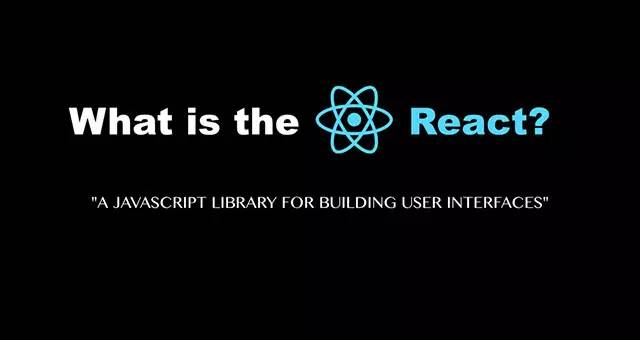 What is the React?
"A JAVASCRIPT LIBRARY FOR BUILDING USER INTERFACES"